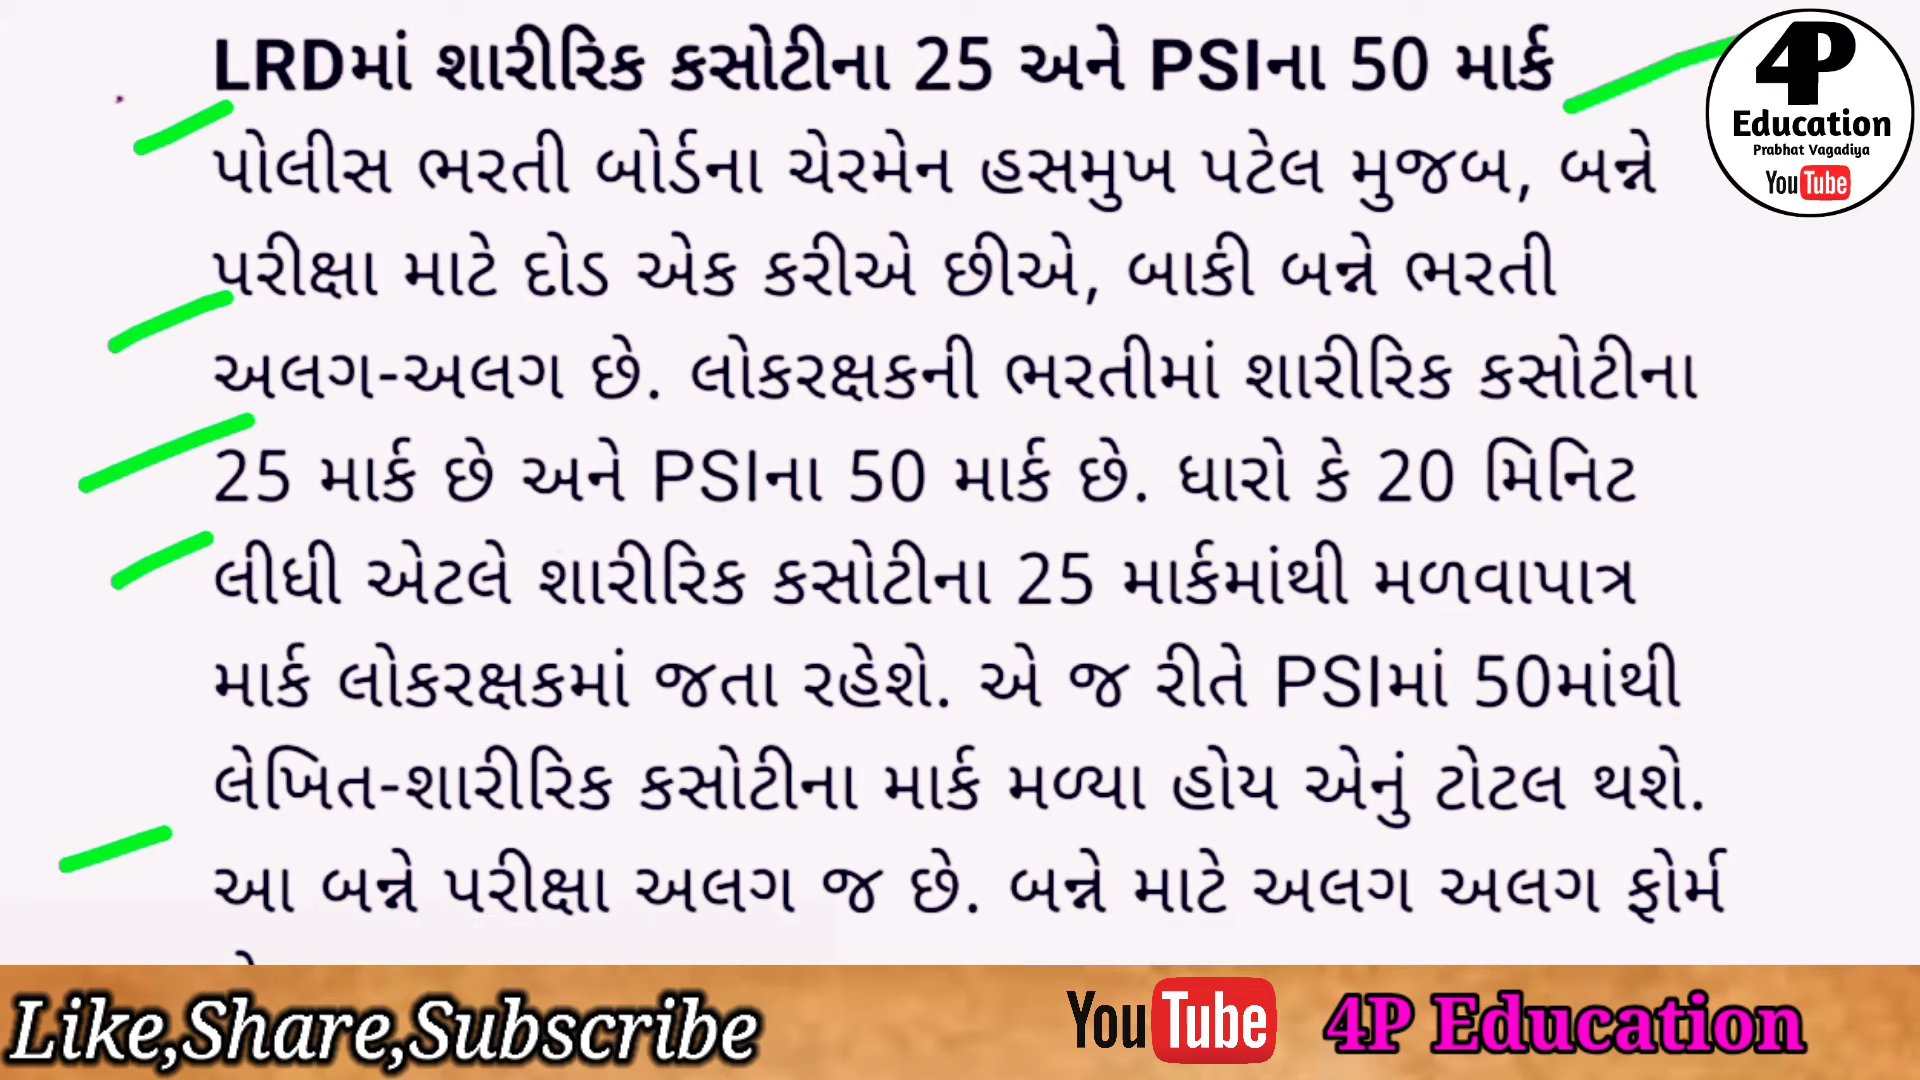 LRDમાં શારીરિક કસોટીના 25 અને PSIના 50 માર્ક
પોલીસ ભરતી બોર્ડના ચેરમેન હસમુખ પટેલ મુજબ, બન્ને
પરીક્ષા માટે દોડ એક કરીએ છીએ, બાકી બન્ને ભરતી
અલગ-અલગ છે. લોકરક્ષકની ભરતીમાં શારીરિક કસોટીના
25 માર્ક છે અને PSIના 50 માર્ક છે. ધારો કે 20 મિનિટ
લીધી એટલે શારીરિક કસોટીના 25 માર્કમાંથી મળવાપાત્ર
માર્ક લોકરક્ષકમાં જતા રહેશે. એ જ રીતે PSIમાં 50માંથી
લેખિત-શારીરિક કસોટીના માર્ક મળ્યા હોય એનું ટોટલ થશે.
આ બન્ને પરીક્ષા અલગ જ છે. બન્ને માટે અલગ અલગ ફોર્મ
4P
Education
Prabhat Vagadiya
YouTube
Like,Share,Subscribe
YouTube
4P Education